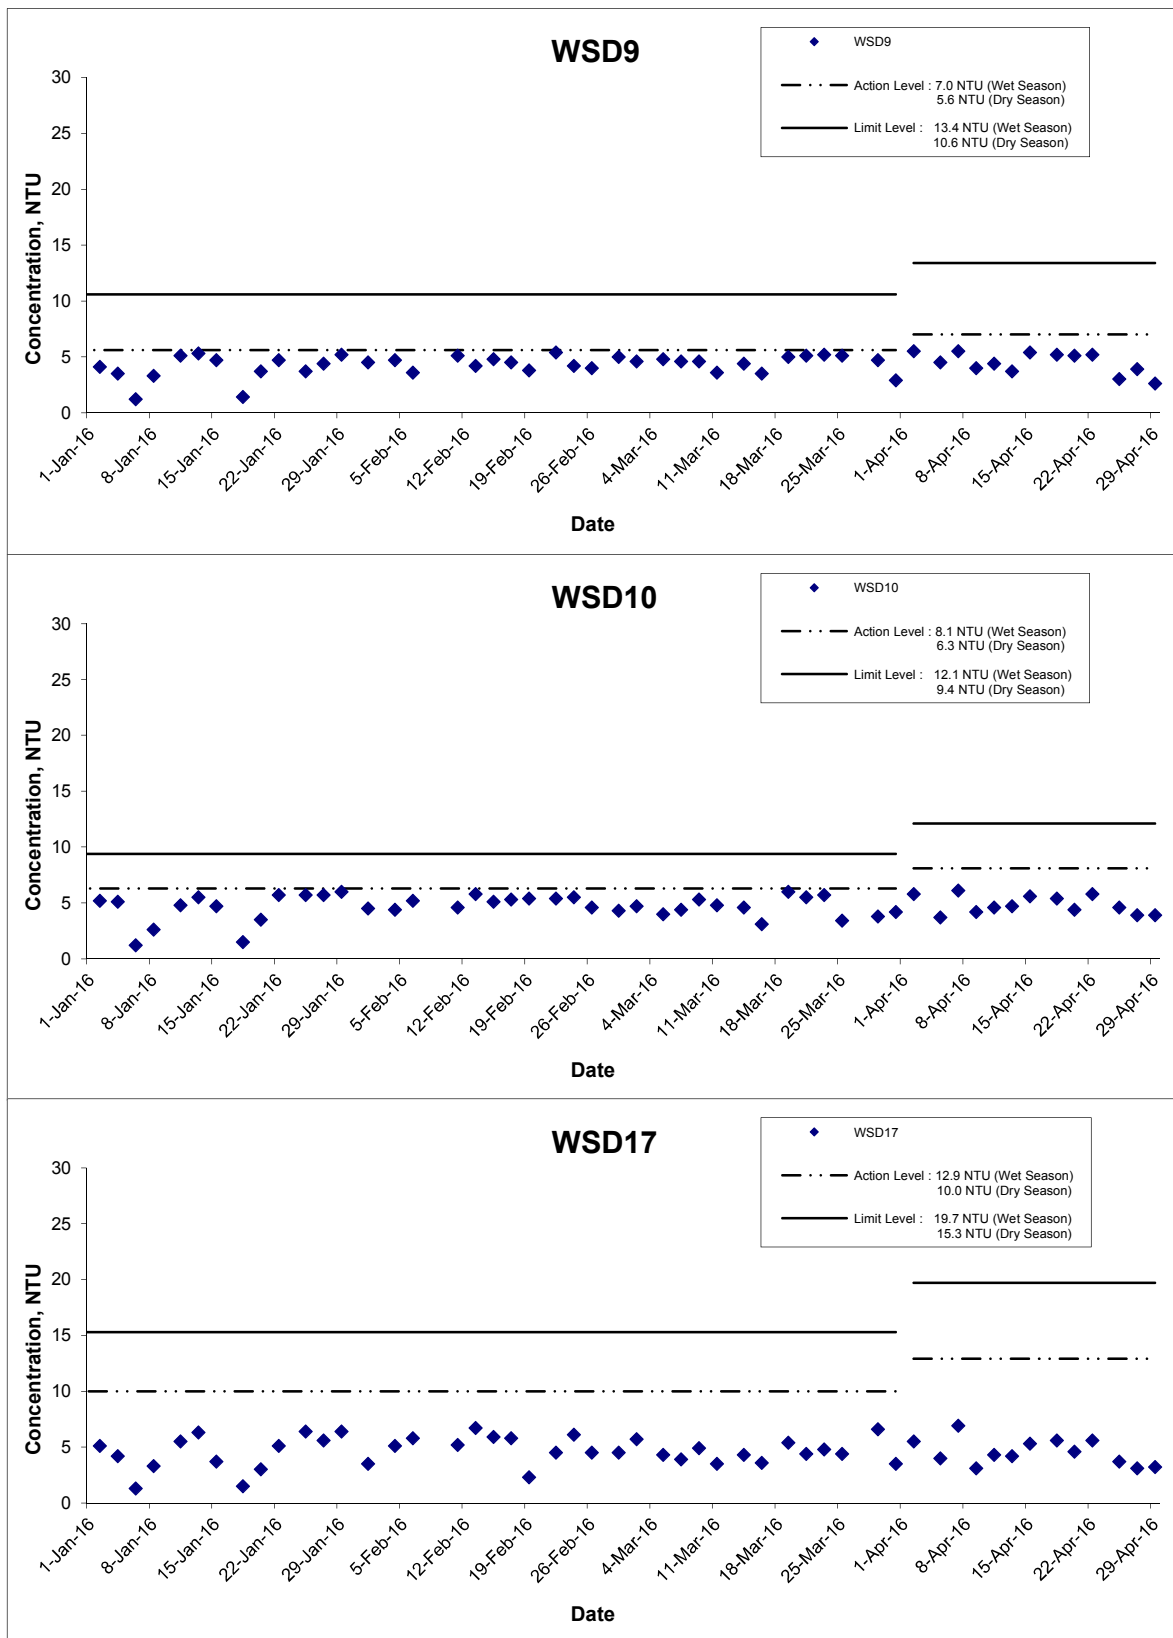 WSD9
WSD9
Action Level : 7.0 NTU (Wet Season)
5.6 NTU (Dry Season)
Limit Level : 13.4 NTU (Wet Season)
10.6 NTU (Dry Season)
Concentration, NTU
30
25
20
15
10
5
0
1-Jan-16
8-Jan-16
15-Jan-16
22-Jan-16
29-Jan-16
5-Feb-16
12-Feb-16
19-Feb-16
26-Feb-16
4-Mar-16
11-Mar-16
18-Mar-16
25-Mar-16
1-Apr-16
8-Apr-16
15-Apr-16
22-Apr-16
29-Apr-16
Date
WSD10
WSD10
Action Level : 8.1 NTU (Wet Season)
6.3 NTU (Dry Season)
Limit Level : 12.1 NTU (Wet Season)
9.4 NTU (Dry Season)
Concentration, NTU
30
25
20
15
10
5
0
1-Jan-16
8-Jan-16
15-Jan-16
22-Jan-16
29-Jan-16
5-Feb-16
12-Feb-16
19-Feb-16
26-Feb-16
4-Mar-16
11-Mar-16
18-Mar-16
25-Mar-16
1-Apr-16
8-Apr-16
15-Apr-16
22-Apr-16
29-Apr-16
Date
WSD17
WSD17
Action Level : 12.9 NTU (Wet Season)
10.0 NTU (Dry Season)
Limit Level : 19.7 NTU (Wet Season)
15.3 NTU (Dry Season)
Concentration, NTU
30
25
20
15
10
5
0
1-Jan-16
8-Jan-16
15-Jan-16
22-Jan-16
29-Jan-16
5-Feb-16
12-Feb-16
19-Feb-16
26-Feb-16
4-Mar-16
11-Mar-16
18-Mar-16
25-Mar-16
1-Apr-16
8-Apr-16
15-Apr-16
22-Apr-16
29-Apr-16
Date